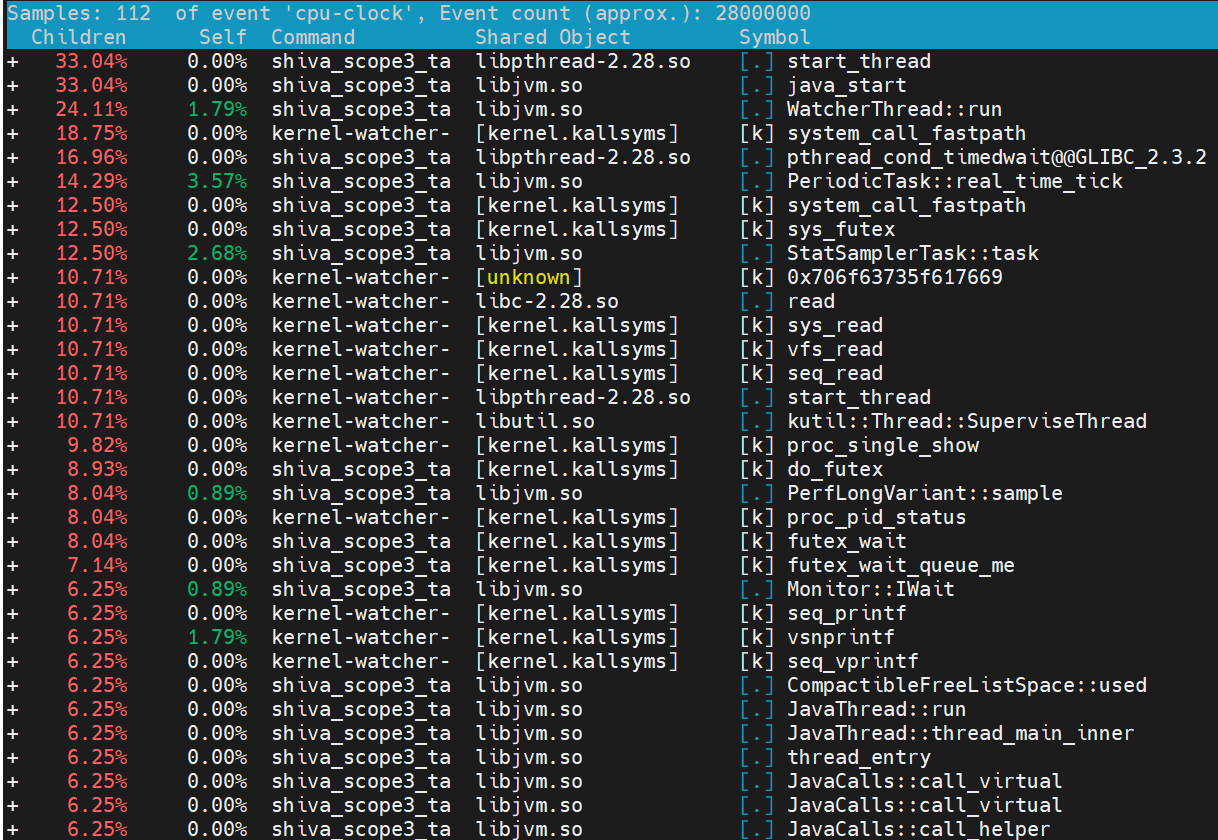 Samples: 112  of event 'cpu-clock', Event count (approx.): 28000000
  Children      Self  Command          Shared Object         Symbol
+   33.04%     0.00%  shiva_scope3_ta  libpthread-2.28.so    [.] start_thread
+   33.04%     0.00%  shiva_scope3_ta  libjvm.so             [.] java_start
+   24.11%     1.79%  shiva_scope3_ta  libjvm.so             [.] WatcherThread::run
+   18.75%     0.00%  kernel-watcher-  [kernel.kallsyms]     [k] system_call_fastpath
+   16.96%     0.00%  shiva_scope3_ta  libpthread-2.28.so    [.] pthread_cond_timedwait@@GLIBC_2.3.2
+   14.29%     3.57%  shiva_scope3_ta  libjvm.so             [.] PeriodicTask::real_time_tick
+   12.50%     0.00%  shiva_scope3_ta  [kernel.kallsyms]     [k] system_call_fastpath
+   12.50%     0.00%  shiva_scope3_ta  [kernel.kallsyms]     [k] sys_futex
+   12.50%     2.68%  shiva_scope3_ta  libjvm.so             [.] StatSamplerTask::task
+   10.71%     0.00%  kernel-watcher-  [unknown]             [k] 0x706f63735f617669
+   10.71%     0.00%  kernel-watcher-  libc-2.28.so          [.] read
+   10.71%     0.00%  kernel-watcher-  [kernel.kallsyms]     [k] sys_read
+   10.71%     0.00%  kernel-watcher-  [kernel.kallsyms]     [k] vfs_read
+   10.71%     0.00%  kernel-watcher-  [kernel.kallsyms]     [k] seq_read
+   10.71%     0.00%  kernel-watcher-  libpthread-2.28.so    [.] start_thread
+   10.71%     0.00%  kernel-watcher-  libutil.so            [.] kutil::Thread::SuperviseThread
+    9.82%     0.00%  kernel-watcher-  [kernel.kallsyms]     [k] proc_single_show
+    8.93%     0.00%  shiva_scope3_ta  [kernel.kallsyms]     [k] do_futex
+    8.04%     0.89%  shiva_scope3_ta  libjvm.so             [.] PerfLongVariant::sample
+    8.04%     0.00%  kernel-watcher-  [kernel.kallsyms]     [k] proc_pid_status
+    8.04%     0.00%  shiva_scope3_ta  [kernel.kallsyms]     [k] futex_wait
+    7.14%     0.00%  shiva_scope3_ta  [kernel.kallsyms]     [k] futex_wait_queue_me
+    6.25%     0.89%  shiva_scope3_ta  libjvm.so             [.] Monitor::IWait
+    6.25%     0.00%  kernel-watcher-  [kernel.kallsyms]     [k] seq_printf
+    6.25%     1.79%  kernel-watcher-  [kernel.kallsyms]     [k] vsnprintf
+    6.25%     0.00%  kernel-watcher-  [kernel.kallsyms]     [k] seq_vprintf
+    6.25%     0.00%  shiva_scope3_ta  libjvm.so             [.] CompactibleFreeListSpace::used
+    6.25%     0.00%  shiva_scope3_ta  libjvm.so             [.] JavaThread::run
+    6.25%     0.00%  shiva_scope3_ta  libjvm.so             [.] JavaThread::thread_main_inner
+    6.25%     0.00%  shiva_scope3_ta  libjvm.so             [.] thread_entry
+    6.25%     0.00%  shiva_scope3_ta  libjvm.so             [.] JavaCalls::call_virtual
+    6.25%     0.00%  shiva_scope3_ta  libjvm.so             [.] JavaCalls::call_virtual
+    6.25%     0.00%  shiva_scope3_ta  libjvm.so             [.] JavaCalls::call_helper